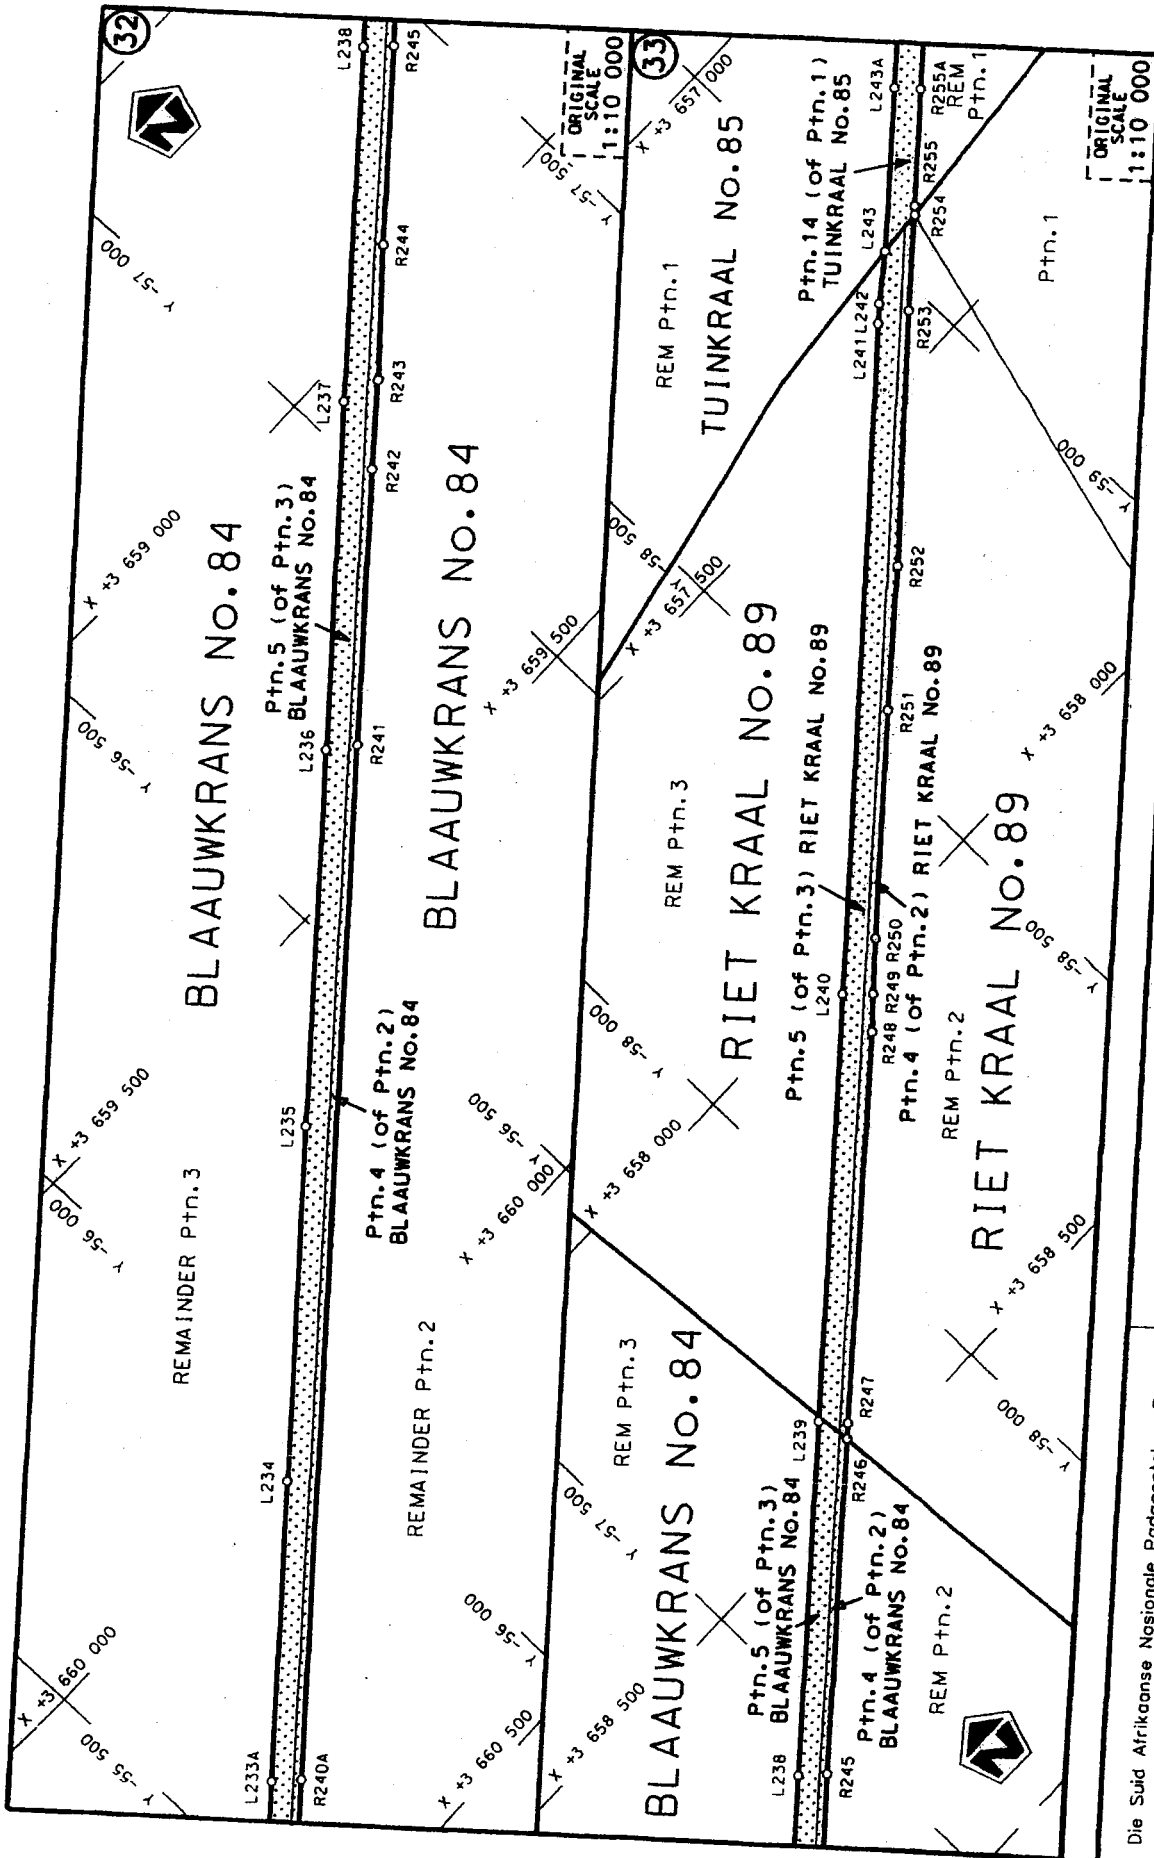 32
ORIGINAL
SCALE
1:10 000
L233A
L234
L235
L236
L237
L238
R240A
R241
R242
R243
R244
R245
BLAAUWKRANS No.84
BLAAUWKRANS No.84
REMAINDER Ptn.3
REMAINDER Ptn.2
Ptn.5 (of Ptn.3)
BLAAUWKRANS No.84
Ptn.4 (of Ptn.2)
BLAAUWKRANS No.84
X +3 660 000
Y -55 500
X +3 659 500
Y -56 000
X +3 659 000
Y -56 500
Y -57 000
X +3 660 500
Y -56 000
X +3 660 000
Y -56 500
X +3 659 500
Y -57 500
33
ORIGINAL
SCALE
1:10 000
L238
L239
L240
L241
L242
L243
L243A
R245
R246
R247
R248
R249
R250
R251
R252
R253
R254
R255
R255A
BLAAUWKRANS No.84
REM Ptn.3
REM Ptn.2
Ptn.5 (of Ptn.3)
BLAAUWKRANS No.84
Ptn.4 (of Ptn.2)
BLAAUWKRANS No.84
RIET KRAAL No.89
REM Ptn.3
Ptn.5 (of Ptn.3) RIET KRAAL No.89
Ptn.4 (of Ptn.2) RIET KRAAL No.89
REM Ptn.2
RIET KRAAL No.89
REM Ptn.1
TUINKRAAL No.85
Ptn.14 (of Ptn.1)
TUINKRAAL No.85
REM
Ptn.1
Ptn.1
X +3 658 500
Y -57 500
X +3 658 000
Y -58 000
X +3 657 500
Y -58 500
X +3 657 000
Y -58 000
X +3 658 500
Y -58 500
X +3 658 000
Y -59 000
Die Suid Afrikaanse Nasionale